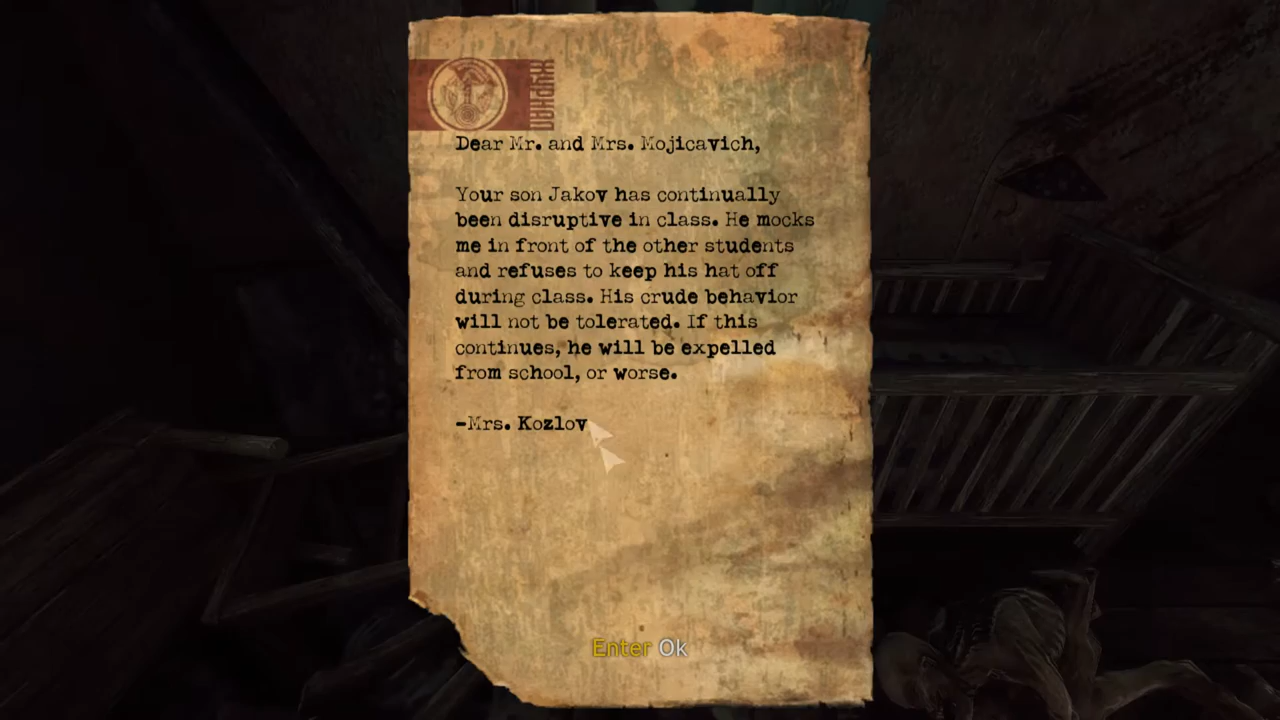 Dear Mr. and Mrs. Mojicavich,
Your son Jakov has continually
been disruptive in class. He mocks
me in front of the other students
and refuses to keep his hat off
during class. His crude behavior
will not be tolerated. If this
continues, he will be expelled
from school, or worse.
-Mrs. Kozlov
Enter Ok